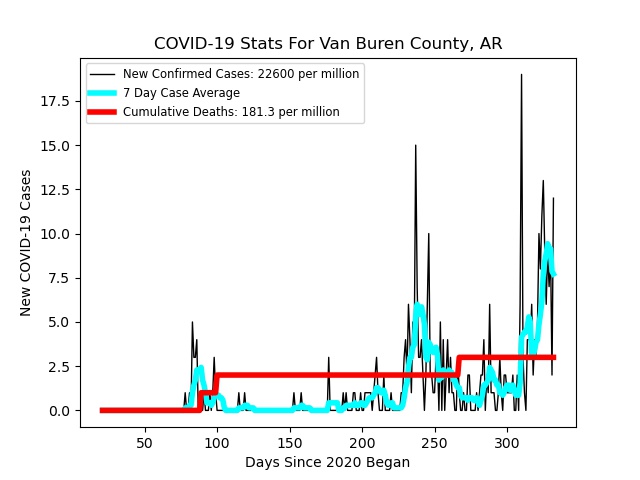 COVID-19 Stats For Van Buren County, AR
New Confirmed Cases: 22600 per million
7 Day Case Average
Cumulative Deaths: 181.3 per million
17.5
15.0
12.5
10.0
7.5
5.0
2.5
0.0
New COVID-19 Cases
50 100 150 200 250 300
Days Since 2020 Began